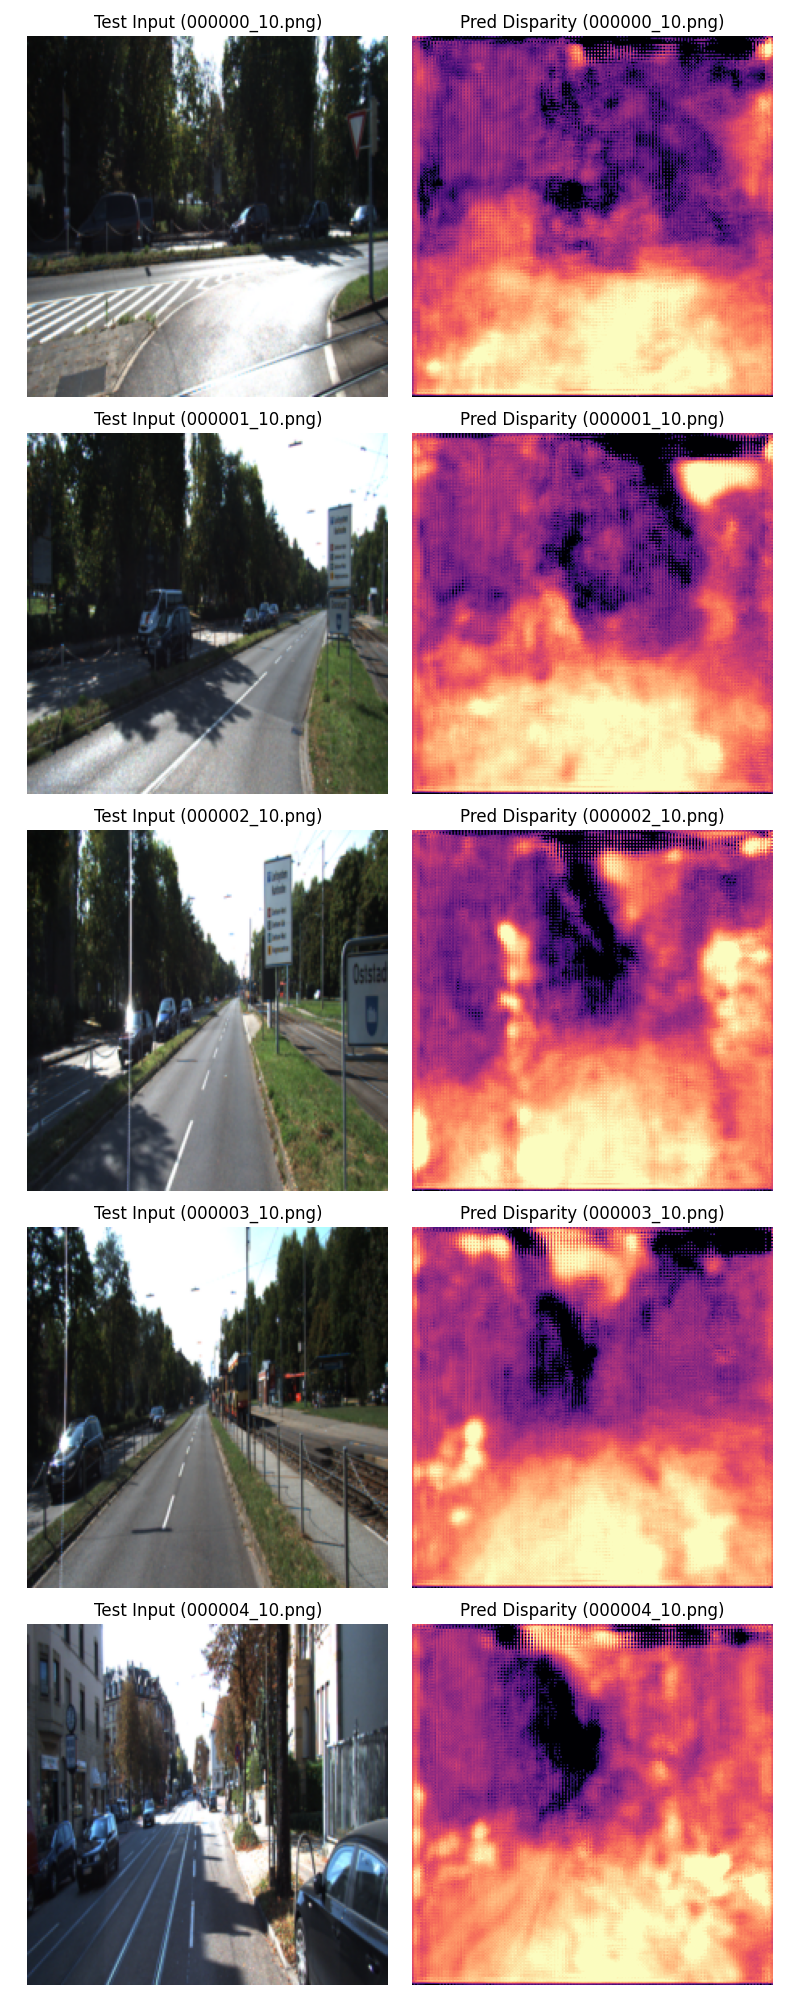 Test Input (000000_10.png)
Pred Disparity (000000_10.png)
Test Input (000001_10.png)
Pred Disparity (000001_10.png)
Test Input (000002_10.png)
Pred Disparity (000002_10.png)
Oststad
Test Input (000003_10.png)
Pred Disparity (000003_10.png)
Test Input (000004_10.png)
Pred Disparity (000004_10.png)